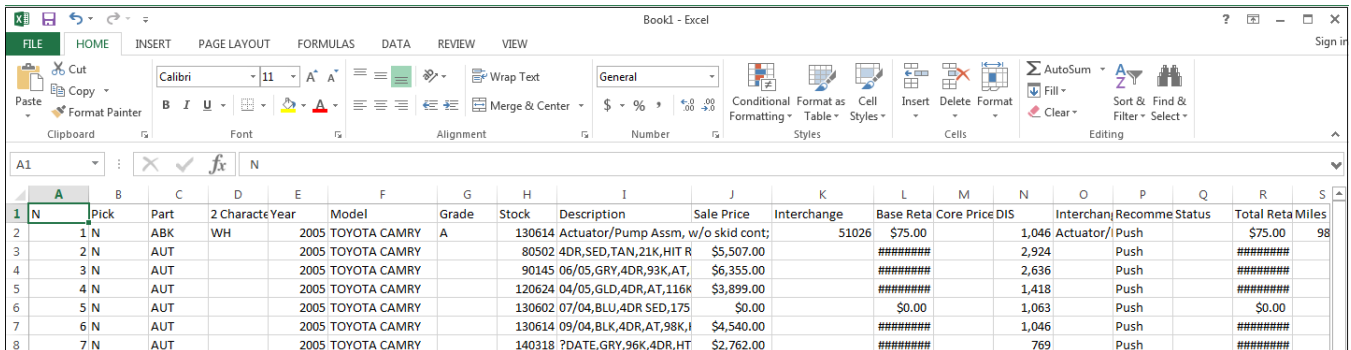 Book1 - Excel
?
FILE HOME INSERT PAGE LAYOUT FORMULAS DATA REVIEW VIEW Sign in
Cut
Copy
Format Painter
Paste
Clipboard
Calibri 11
B I U
Font
Wrap Text
Merge & Center
Alignment
General
$ % ,
Number
Conditional Formatting
Format as Table
Cell Styles
Styles
Insert Delete Format
Cells
AutoSum
Fill
Clear
Sort & Filter
Find & Select
Editing
A1 fx N
A B C D E F G H I J K L M N O P Q R S
1 N Pick Part 2 Characte Year Model Grade Stock Description Sale Price Interchange Base Reta Core Price DIS Interchan Recomme Status Total Reta Miles
2 1 N ABK WH 2005 TOYOTA CAMRY A 130614 Actuator/Pump Assm, w/o skid cont; 51026 $75.00 1,046 Actuator/ Push $75.00 98
3 2 N AUT 2005 TOYOTA CAMRY 80502 4DR,SED,TAN,21K,HIT R $5,507.00 ######## 2,924 Push ########
4 3 N AUT 2005 TOYOTA CAMRY 90145 06/05,GRY,4DR,93K,AT, $6,355.00 ######## 2,636 Push ########
5 4 N AUT 2005 TOYOTA CAMRY 120624 04/05,GLD,4DR,AT,116K $3,899.00 ######## 1,418 Push ########
6 5 N AUT 2005 TOYOTA CAMRY 130602 07/04,BLU,4DR SED,175 $0.00 $0.00 1,063 Push $0.00
7 6 N AUT 2005 TOYOTA CAMRY 130614 09/04,BLK,4DR,AT,98K, $4,540.00 ######## 1,046 Push ########
8 7 N AUT 2005 TOYOTA CAMRY 140318 ?DATE,GRY,96K,4DR,HT $2,762.00 ######## 769 Push ########